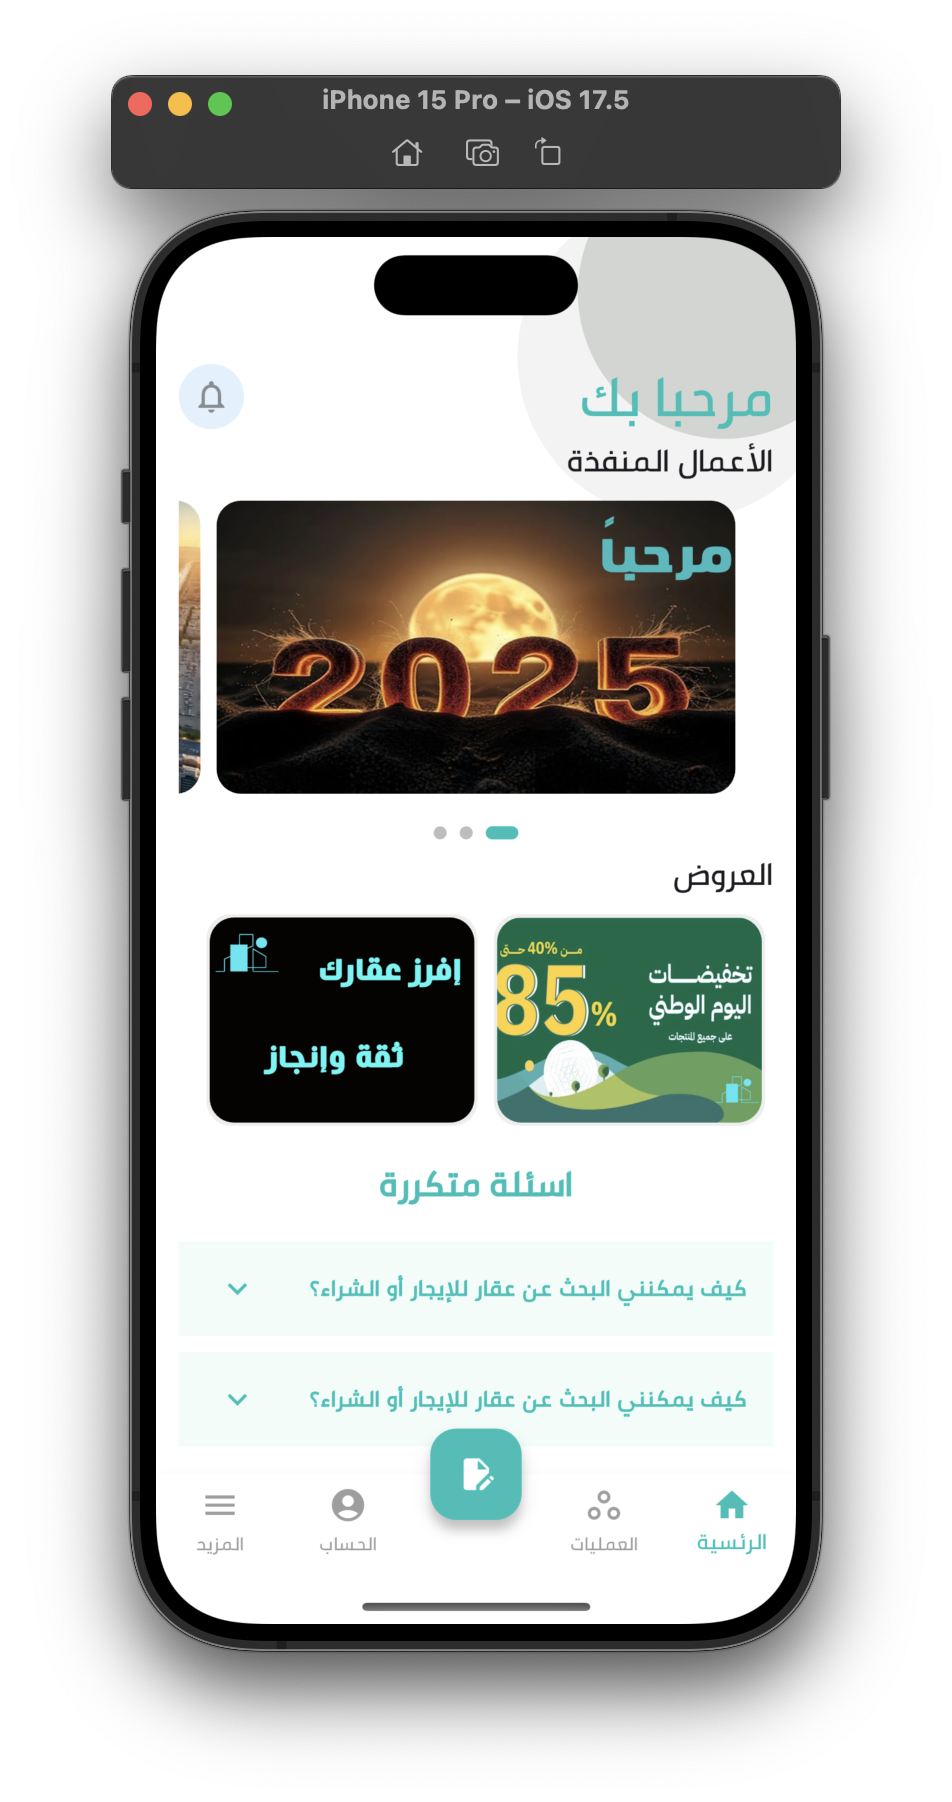 iPhone 15 Pro – iOS 17.5
مرحبا بك
الأعمال المنفذة
مرحباً
2025
العروض
من 40% حتى
85%
تخفيضـات
اليوم الوطني
على جميع المنتجات
إفرز عقارك
ثقة وإنجاز
اسئلة متكررة
كيف يمكنني البحث عن عقار للإيجار أو الشراء؟
كيف يمكنني البحث عن عقار للإيجار أو الشراء؟
الرئسية
العمليات
الحساب
المزيد